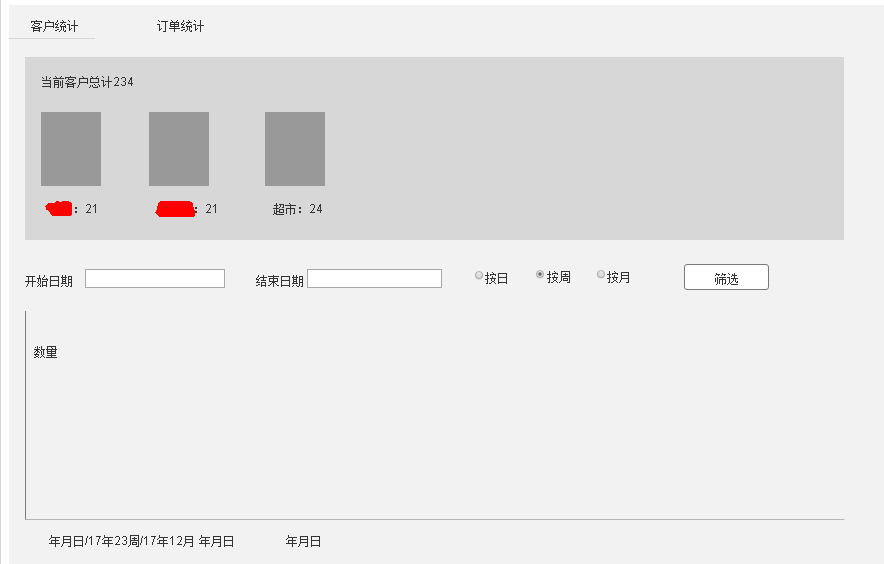 客户统计 订单统计
当前客户总计234
：21 ：21 超市：24
开始日期 结束日期 按日 按周 按月 筛选
数量
年月日/17年23周/17年12月 年月日 年月日